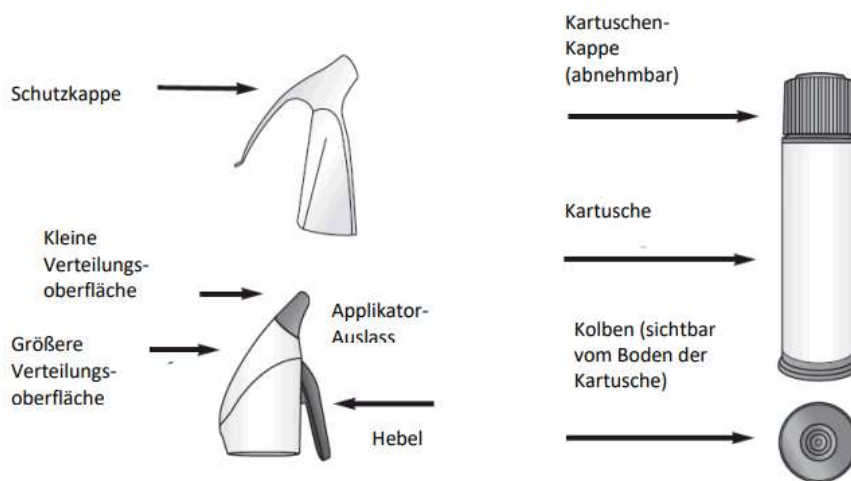 Schutzkappe
Kleine
Verteilungs-
oberfläche
Größere
Verteilungs-
oberfläche
Applikator-
Auslass
Hebel
Kartuschen-
Kappe
(abnehmbar)
Kartusche
Kolben (sichtbar
vom Boden der
Kartusche)